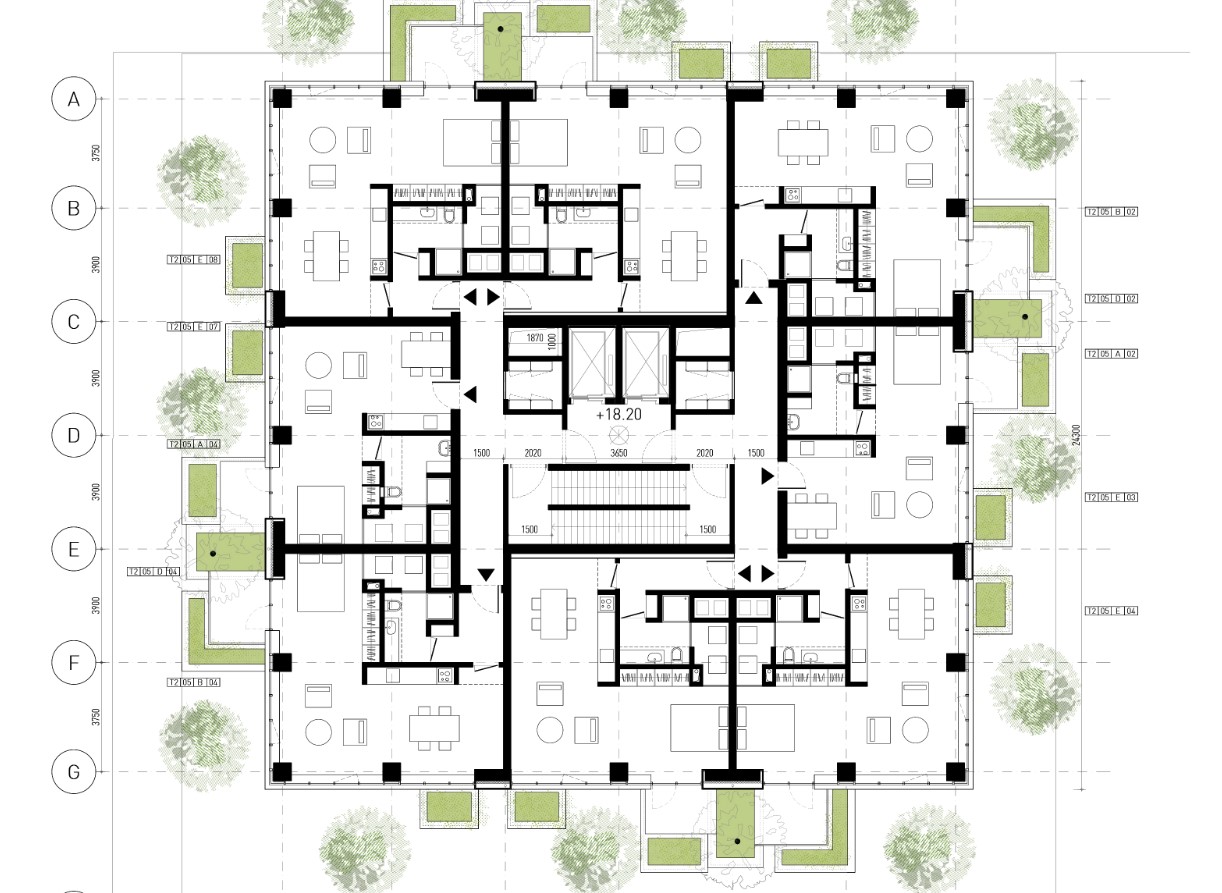 A
3750
B
T2 05 B 02
T2 05 E 08
3900
T2 05 D 02
C
T2 05 E 07
1870
1000
T2 05 A 02
3900
+18.20
D
T2 05 A 04
24300
1500
2020
3650
2020
1500
3900
T2 05 E 03
1500
1500
E
T2 05 D 04
3900
T2 05 E 04
F
T2 05 B 04
3750
G